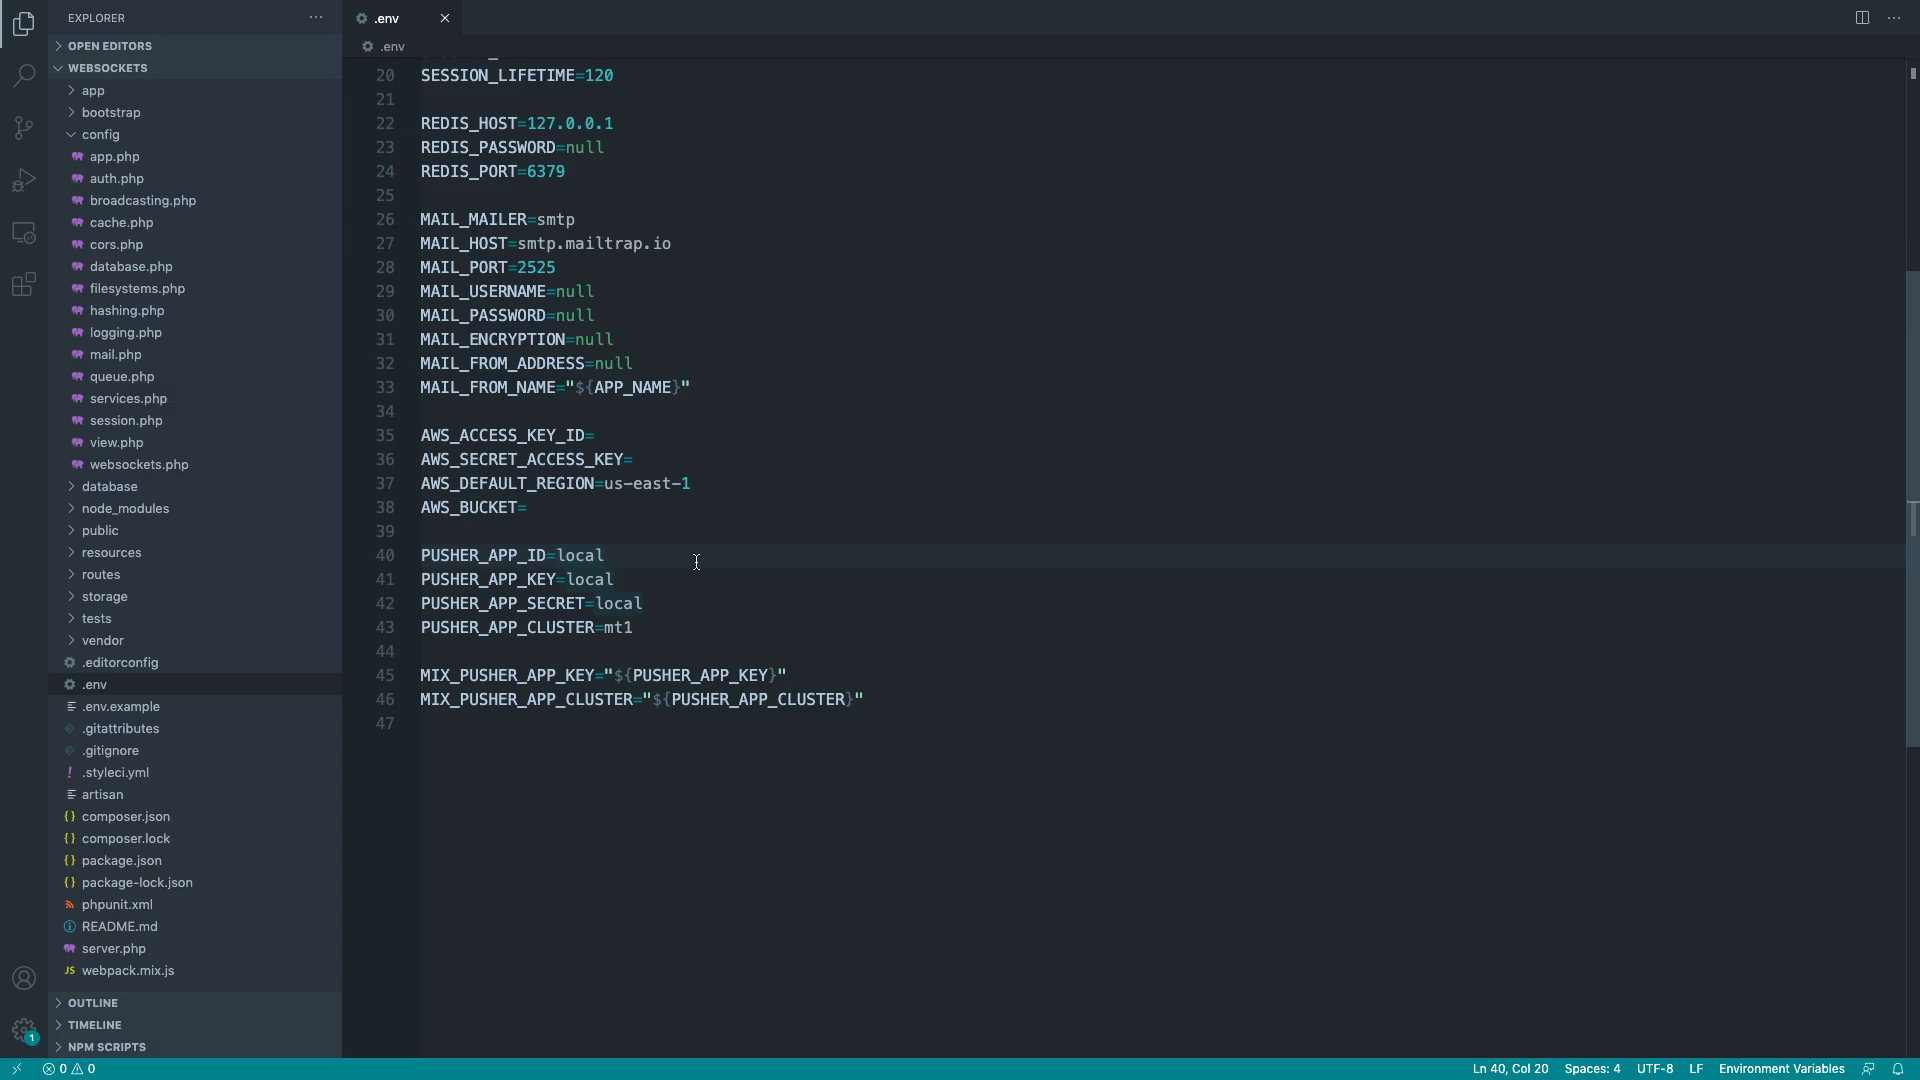 EXPLORER
OPEN EDITORS
WEBSOCKETS
app
bootstrap
config
app.php
auth.php
broadcasting.php
cache.php
cors.php
database.php
filesystems.php
hashing.php
logging.php
mail.php
queue.php
services.php
session.php
view.php
websockets.php
database
node_modules
public
resources
routes
storage
tests
vendor
.editorconfig
.env
.env.example
.gitattributes
.gitignore
! .styleci.yml
artisan
{} composer.json
{} composer.lock
{} package.json
{} package-lock.json
phpunit.xml
README.md
server.php
JS webpack.mix.js
OUTLINE
TIMELINE
NPM SCRIPTS
1
.env
.env
20 SESSION_LIFETIME=120
21
22 REDIS_HOST=127.0.0.1
23 REDIS_PASSWORD=null
24 REDIS_PORT=6379
25
26 MAIL_MAILER=smtp
27 MAIL_HOST=smtp.mailtrap.io
28 MAIL_PORT=2525
29 MAIL_USERNAME=null
30 MAIL_PASSWORD=null
31 MAIL_ENCRYPTION=null
32 MAIL_FROM_ADDRESS=null
33 MAIL_FROM_NAME="${APP_NAME}"
34
35 AWS_ACCESS_KEY_ID=
36 AWS_SECRET_ACCESS_KEY=
37 AWS_DEFAULT_REGION=us-east-1
38 AWS_BUCKET=
39
40 PUSHER_APP_ID=local
41 PUSHER_APP_KEY=local
42 PUSHER_APP_SECRET=local
43 PUSHER_APP_CLUSTER=mt1
44
45 MIX_PUSHER_APP_KEY="${PUSHER_APP_KEY}"
46 MIX_PUSHER_APP_CLUSTER="${PUSHER_APP_CLUSTER}"
47
0 0 Ln 40, Col 20 Spaces: 4 UTF-8 LF Environment Variables